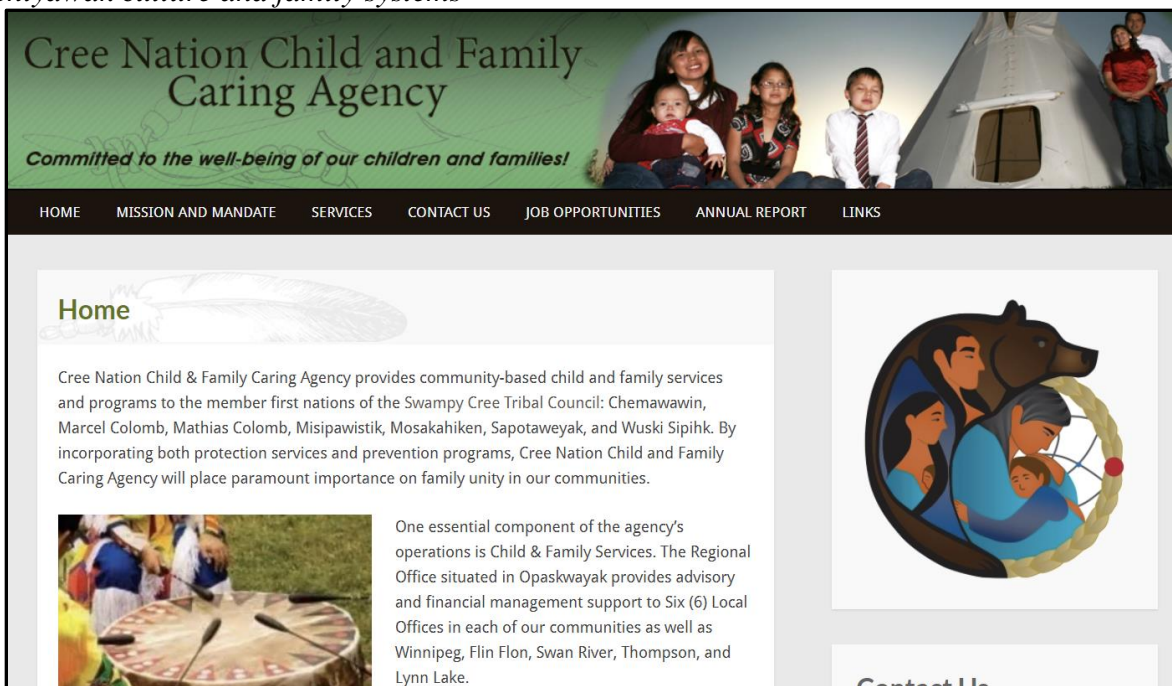 culture and family systems
Cree Nation Child and Family
Caring Agency
Committed to the well-being of our children and families!
HOME MISSION AND MANDATE SERVICES CONTACT US JOB OPPORTUNITIES ANNUAL REPORT LINKS
Home
Cree Nation Child & Family Caring Agency provides community-based child and family services
and programs to the member first nations of the Swampy Cree Tribal Council: Chemawawin,
Marcel Colomb, Mathias Colomb, Misipawistik, Mosakahiken, Sapotaweyak, and Wuski Sipihk. By
incorporating both protection services and prevention programs, Cree Nation Child and Family
Caring Agency will place paramount importance on family unity in our communities.
One essential component of the agency's
operations is Child & Family Services. The Regional
Office situated in Opaskwayak provides advisory
and financial management support to Six (6) Local
Offices in each of our communities as well as
Winnipeg, Flin Flon, Swan River, Thompson, and
Lynn Lake.
Contact Us